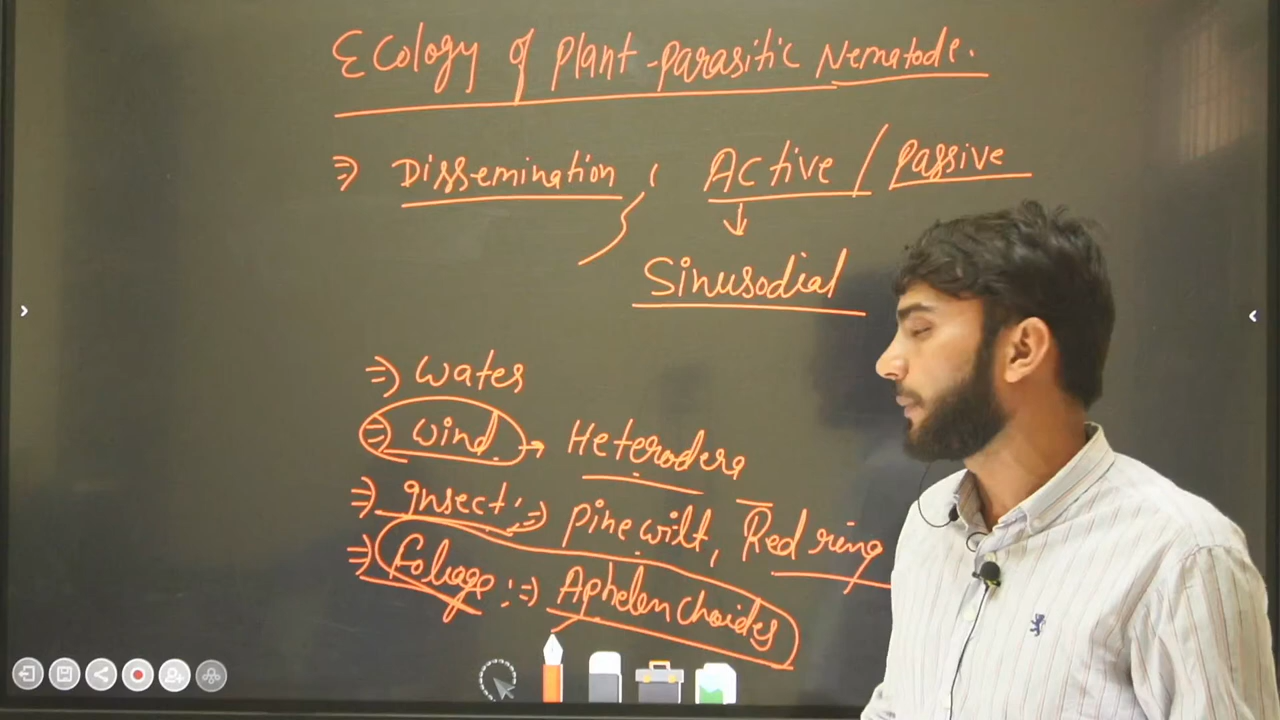 Ecology of Plant-parasitic Nematode.
⇒ Dissemination, Active / Passive
↓
Sinusodial
⇒ Water
⇒ Wind → Heterodera
⇒ Insect: ⇒ Pine wilt, Red ring
⇒ Foliage: ⇒ Aphelenchoides